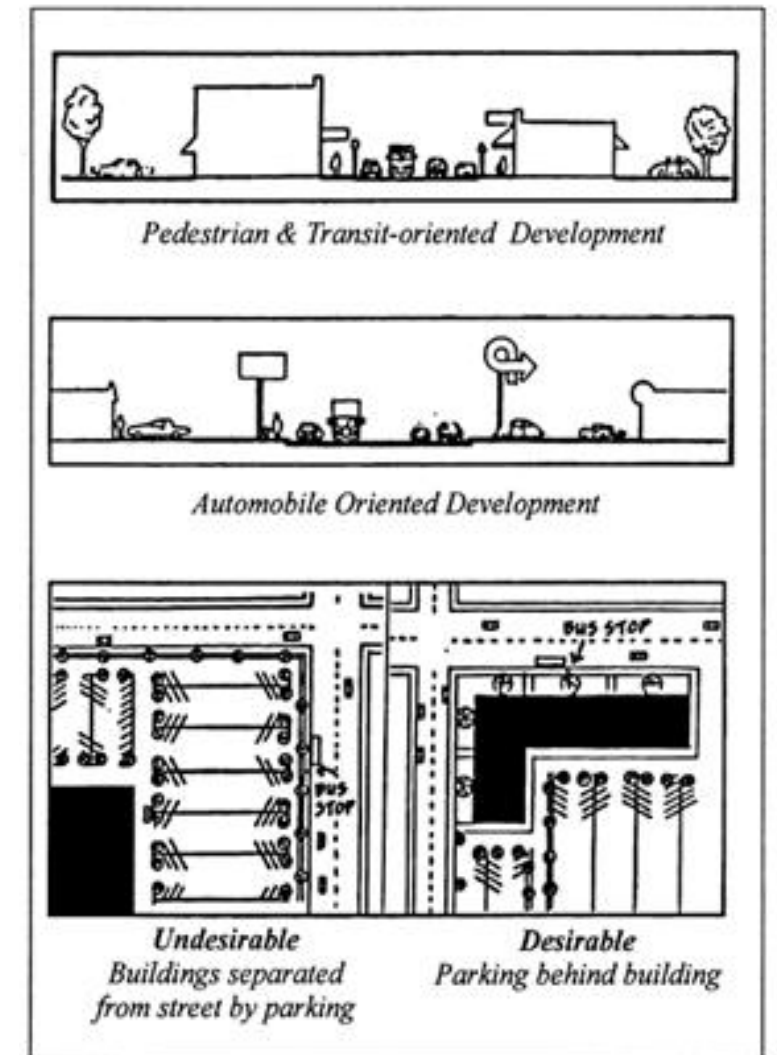 Pedestrian & Transit-oriented Development
Automobile Oriented Development
BUS STOP
BUS
STOP
Undesirable
Buildings separated
from street by parking
Desirable
Parking behind building